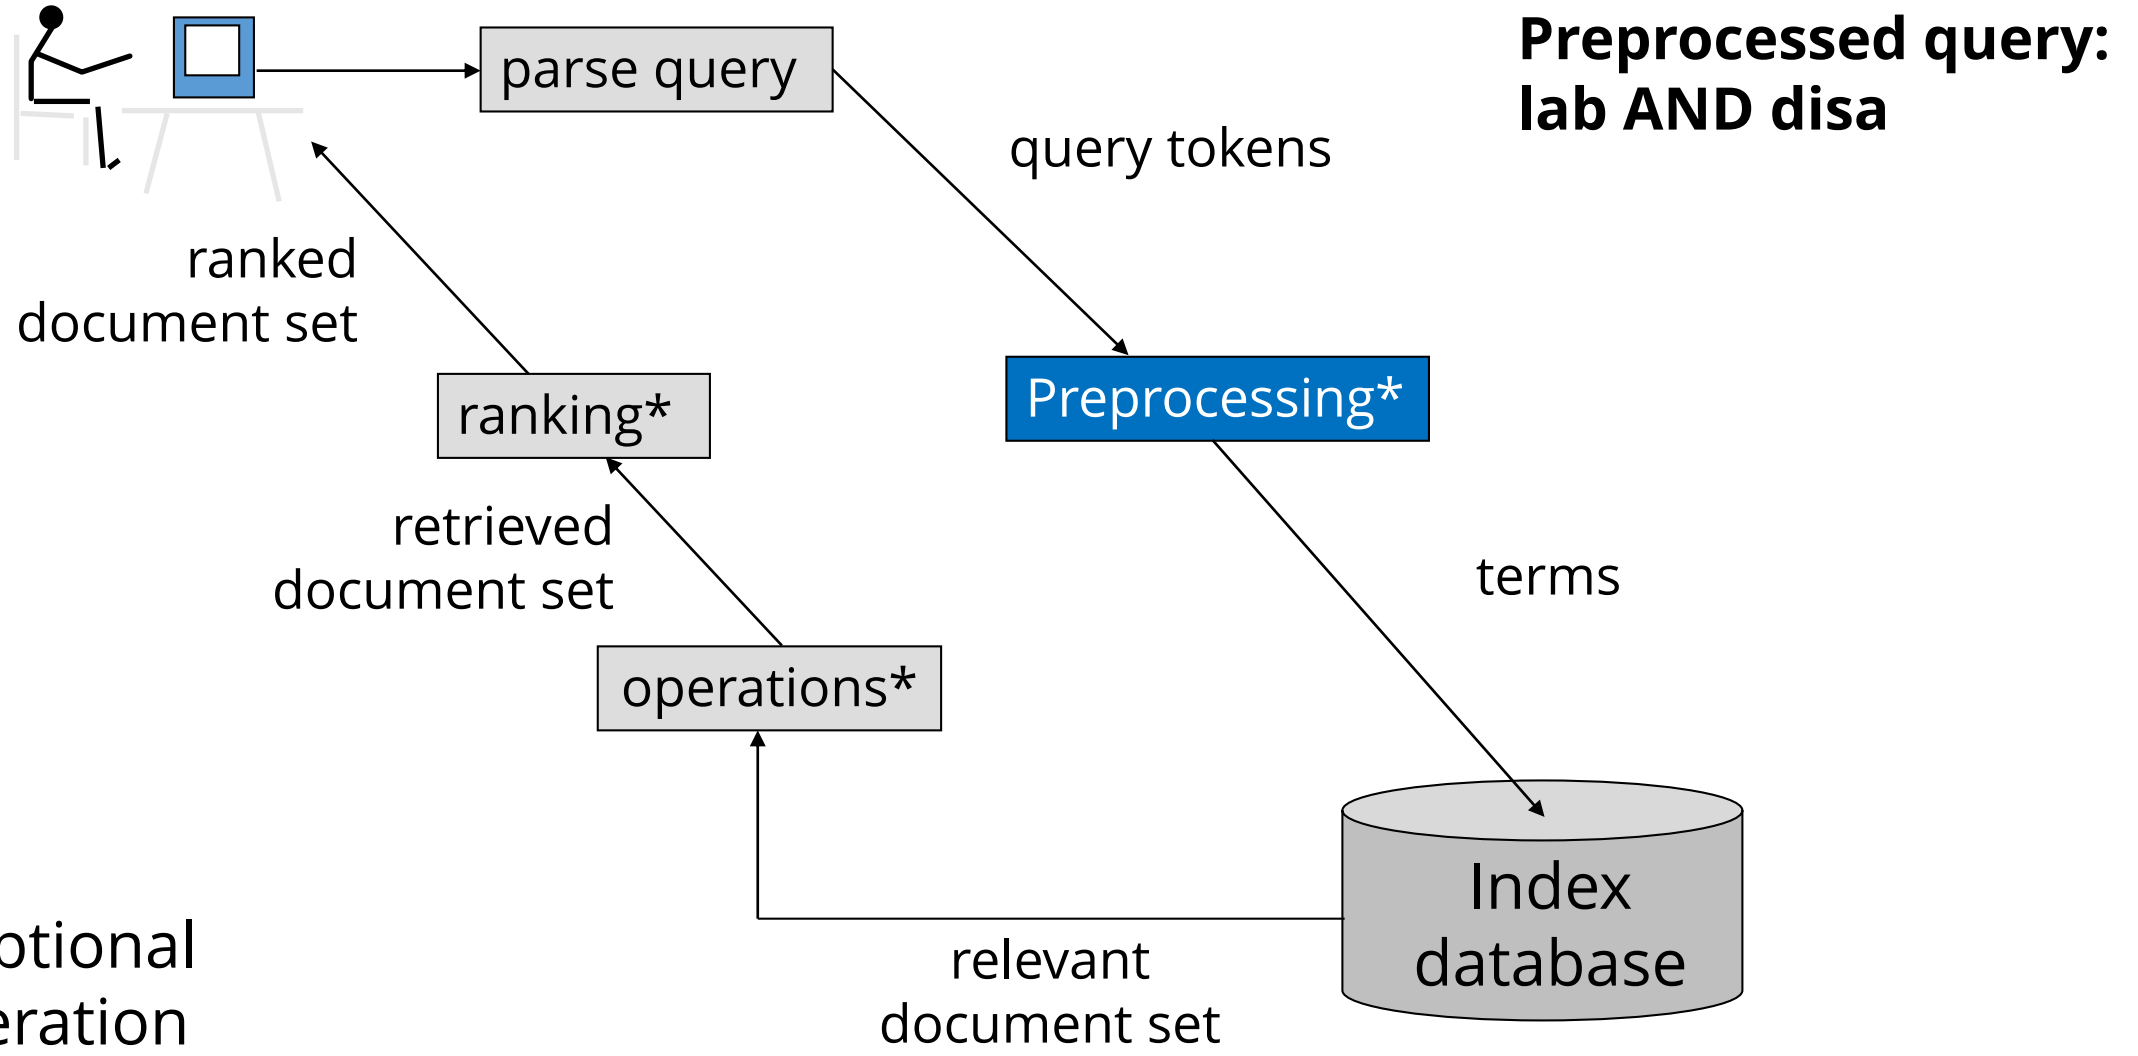 parse query
Preprocessed query:
lab AND disa
query tokens
ranked
document set
ranking*
Preprocessing*
retrieved
document set
terms
operations*
Index
database
relevant
document set